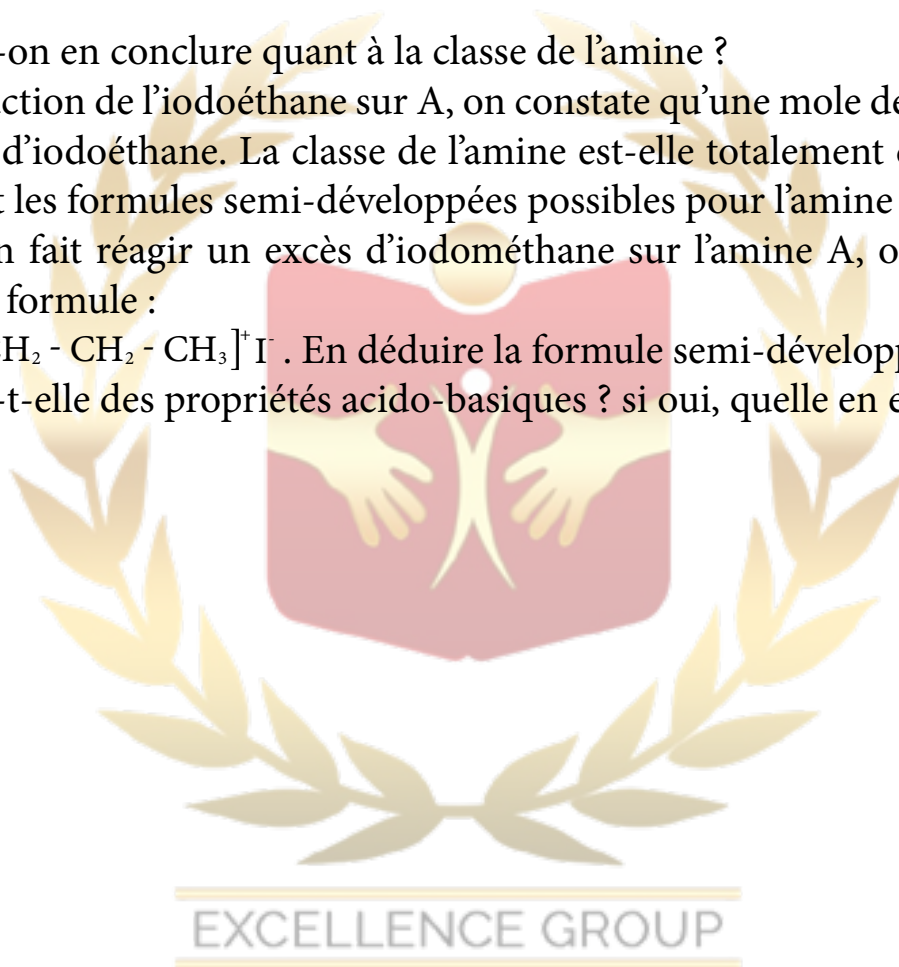 -on en conclure quant à la classe de l’amine ?
ction de l’iodoéthane sur A, on constate qu’une mole de
d’iodoéthane. La classe de l’amine est-elle totalement
t les formules semi-développées possibles pour l’amine
n fait réagir un excès d’iodométhane sur l’amine A, o
formule :
H₂ - CH₂ - CH₃]⁺I⁻. En déduire la formule semi-développ
-t-elle des propriétés acido-basiques ? si oui, quelle en e
EXCELLENCE GROUP